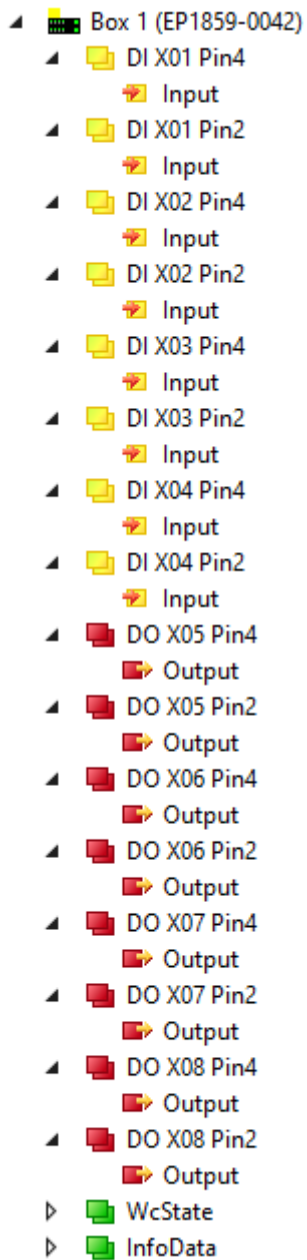 Box 1 (EP1859-0042)
DI X01 Pin4
Input
DI X01 Pin2
Input
DI X02 Pin4
Input
DI X02 Pin2
Input
DI X03 Pin4
Input
DI X03 Pin2
Input
DI X04 Pin4
Input
DI X04 Pin2
Input
DO X05 Pin4
Output
DO X05 Pin2
Output
DO X06 Pin4
Output
DO X06 Pin2
Output
DO X07 Pin4
Output
DO X07 Pin2
Output
DO X08 Pin4
Output
DO X08 Pin2
Output
WcState
InfoData